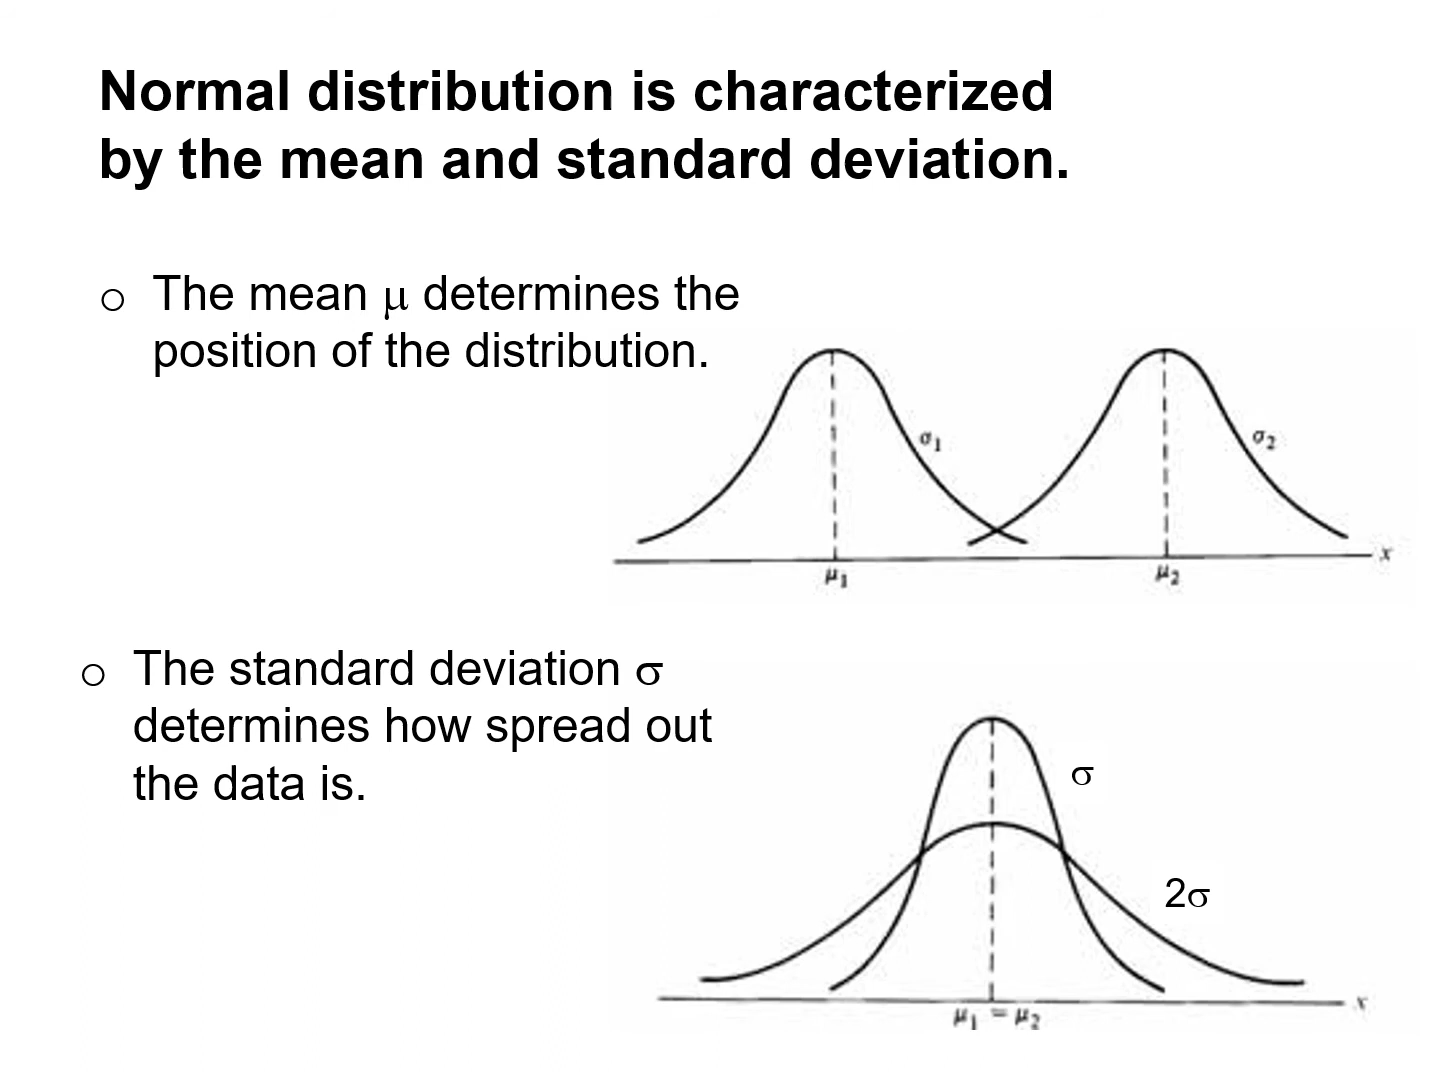 Normal distribution is characterized
by the mean and standard deviation.
○ The mean μ determines the
position of the distribution.
σ1
σ2
x
μ1
μ2
○ The standard deviation σ
determines how spread out
the data is.
σ
2σ
x
μ1 = μ2